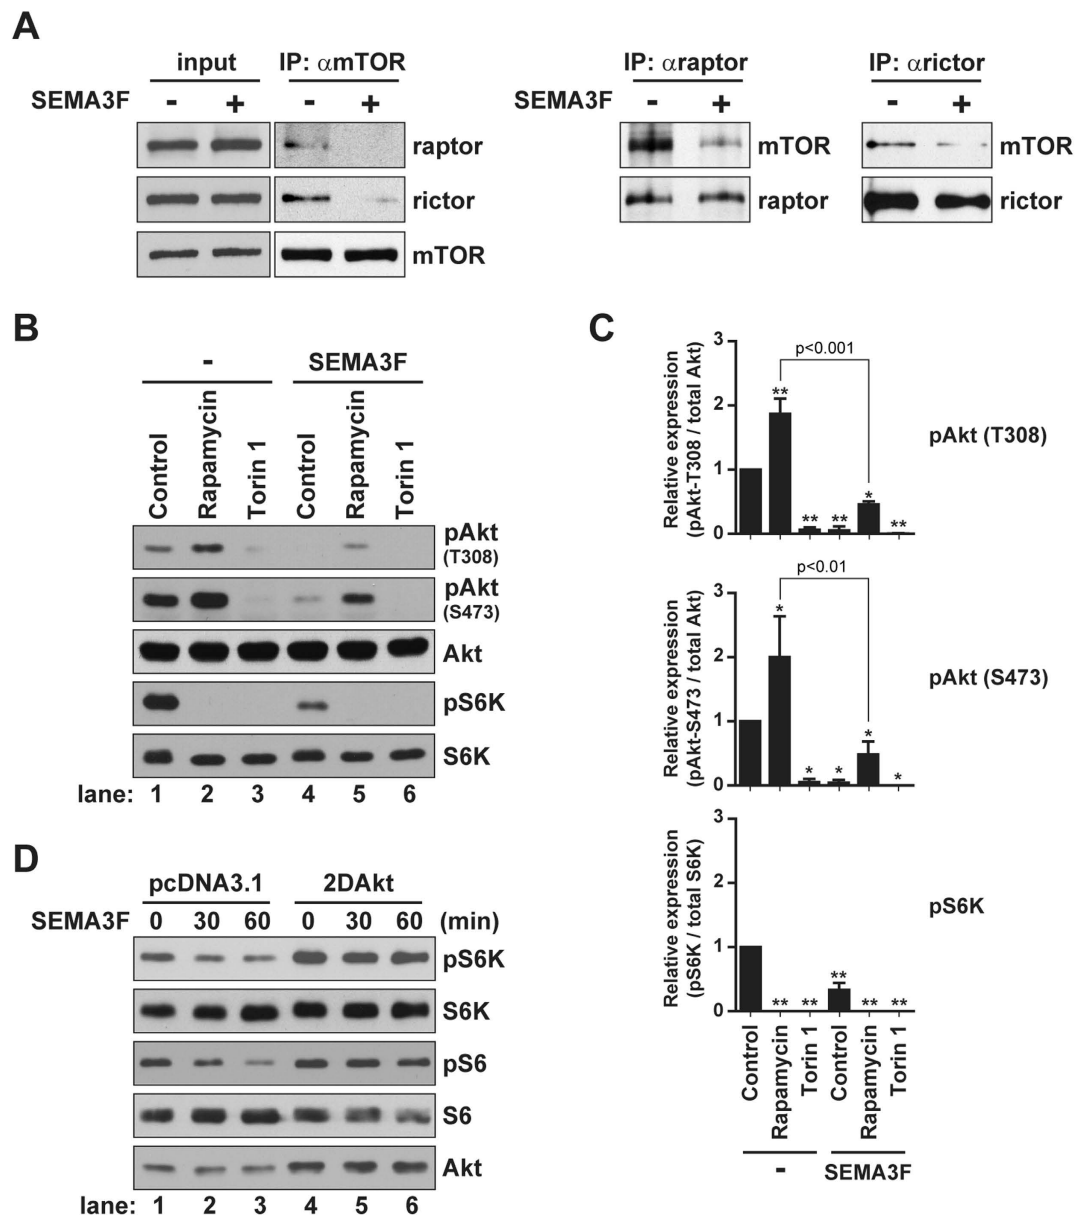 A
input IP: αmTOR
SEMA3F - + - +
raptor
rictor
mTOR
IP: αraptor IP: αrictor
SEMA3F - + - +
mTOR mTOR
raptor rictor
B
- SEMA3F
Control Rapamycin Torin 1 Control Rapamycin Torin 1
pAkt
(T308)
pAkt
(S473)
Akt
pS6K
S6K
lane: 1 2 3 4 5 6
C
Relative expression
(pAkt-T308 / total Akt)
3
2
1
0
p<0.001
** ** ** * **
pAkt (T308)
Relative expression
(pAkt-S473 / total Akt)
3
2
1
0
p<0.01
* * * * *
pAkt (S473)
Relative expression
(pS6K / total S6K)
3
2
1
0
** ** ** ** **
pS6K
Control Rapamycin Torin 1 Control Rapamycin Torin 1
- SEMA3F
D
pcDNA3.1 2DAkt
SEMA3F 0 30 60 0 30 60 (min)
pS6K
S6K
pS6
S6
Akt
lane: 1 2 3 4 5 6